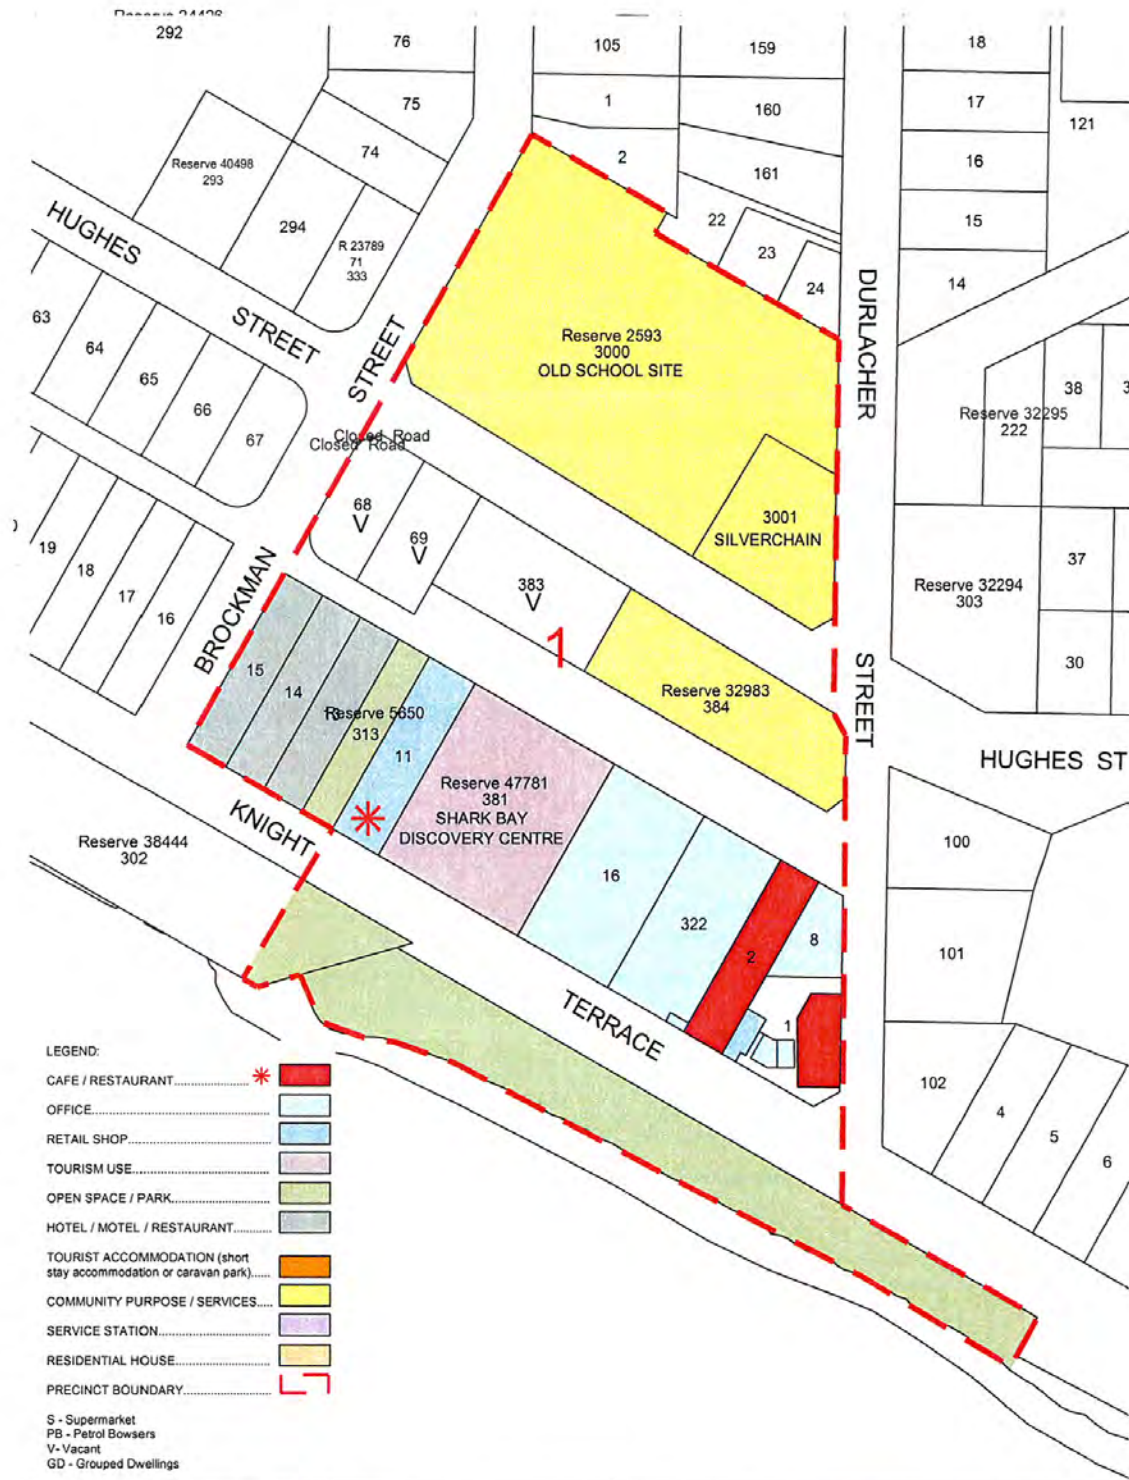 292
76
105
159
18
75
1
160
17
121
74
2
161
16
Reserve 40498
293
294
R 23789
71
333
22
23
24
15
14
HUGHES
STREET
STREET
DURLACHER
63
64
65
66
67
Reserve 2593
3000
OLD SCHOOL SITE
38
Reserve 32295
222
Closed Road
Closed Road
68
V
69
V
3001
SILVERCHAIN
19
18
17
16
383
V
37
Reserve 32294
303
30
BROCKMAN
1
Reserve 32983
384
STREET
HUGHES ST
15
14
Reserve 5650
313
11
Reserve 47781
381
SHARK BAY
DISCOVERY CENTRE
KNIGHT
Reserve 38444
302
16
322
2
8
100
101
TERRACE
1
102
4
5
6
LEGEND:
CAFE / RESTAURANT
OFFICE
RETAIL SHOP
TOURISM USE
OPEN SPACE / PARK
HOTEL / MOTEL / RESTAURANT
TOURIST ACCOMMODATION (short
stay accommodation or caravan park)
COMMUNITY PURPOSE / SERVICES
SERVICE STATION
RESIDENTIAL HOUSE
PRECINCT BOUNDARY
S - Supermarket
PB - Petrol Bowsers
V- Vacant
GD - Grouped Dwellings